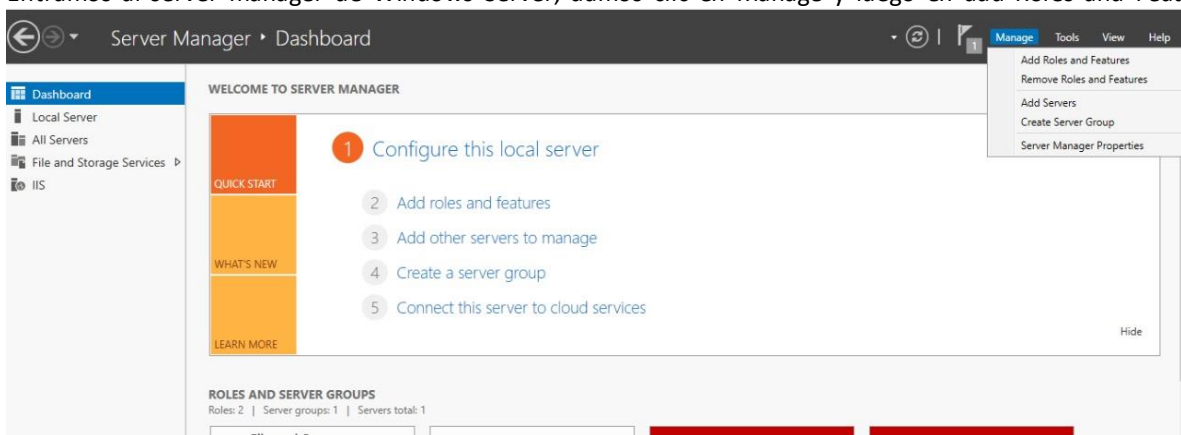 Server Manager • Dashboard
1
Manage Tools View Help
Add Roles and Features
Remove Roles and Features
Add Servers
Create Server Group
Server Manager Properties
Dashboard
Local Server
All Servers
File and Storage Services
IIS
WELCOME TO SERVER MANAGER
QUICK START
WHAT'S NEW
LEARN MORE
1 Configure this local server
2 Add roles and features
3 Add other servers to manage
4 Create a server group
5 Connect this server to cloud services
Hide
ROLES AND SERVER GROUPS
Roles: 2 | Server groups: 1 | Servers total: 1